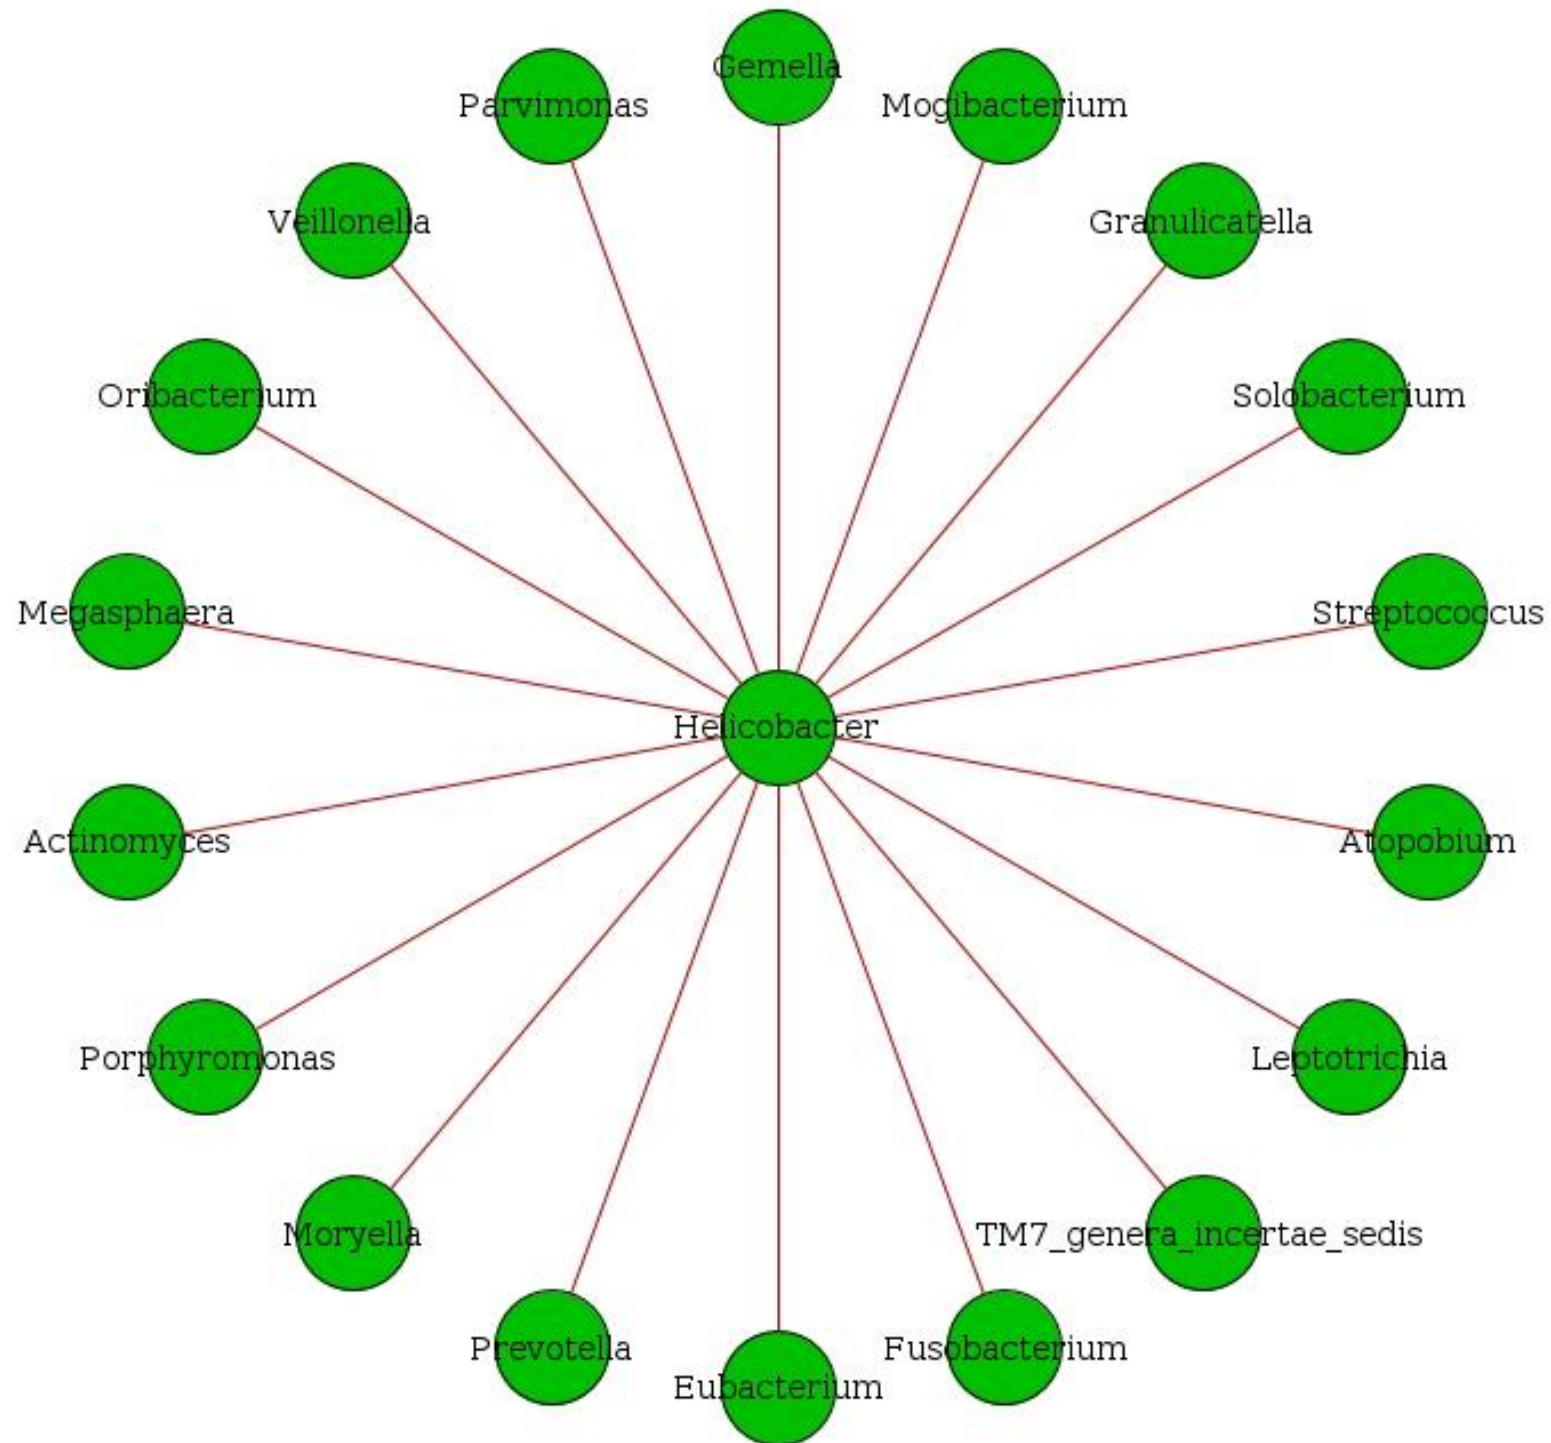 Gemella
Parvimonas
Mogibacterium
Veillonella
Granulicatella
Oribacterium
Solobacterium
Megasphaera
Streptococcus
Helicobacter
Actinomyces
Atopobium
Porphyromonas
Leptotrichia
Moryella
TM7_genera_incertae_sedis
Prevotella
Fusobacterium
Eubacterium